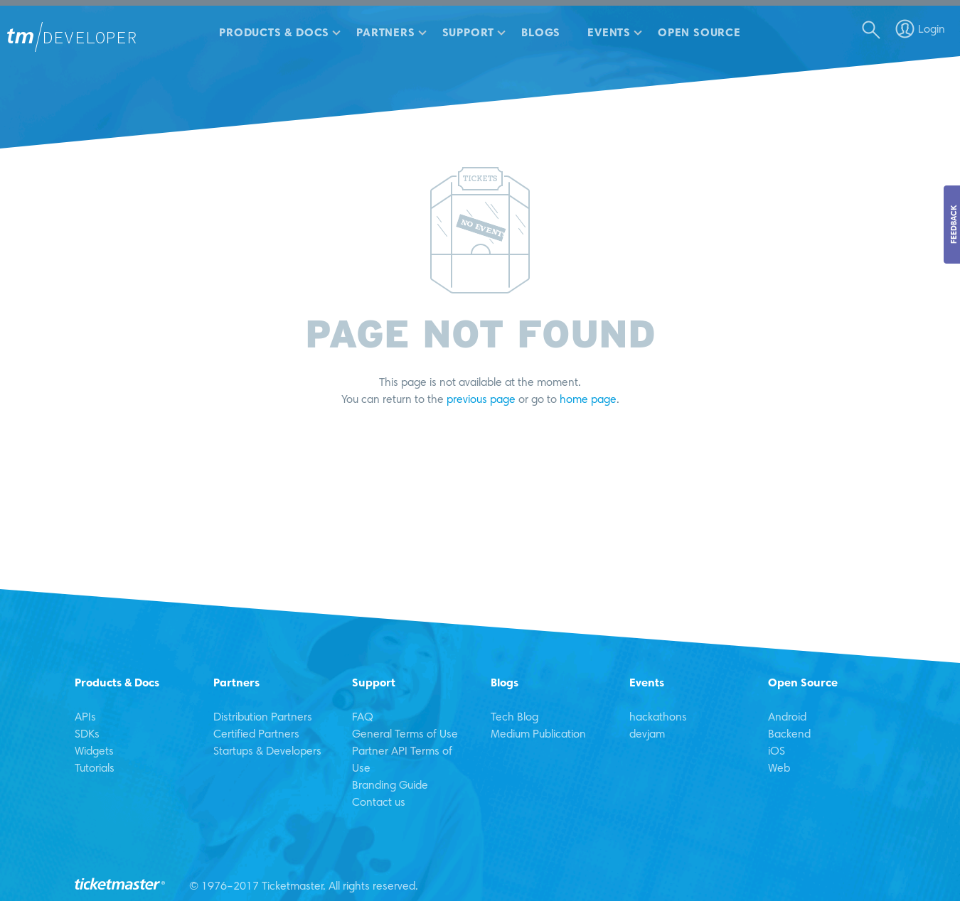 tm/DEVELOPER
PRODUCTS & DOCS
PARTNERS
SUPPORT
BLOGS
EVENTS
OPEN SOURCE
Login
TICKETS
NO EVENT
FEEDBACK
PAGE NOT FOUND
This page is not available at the moment.
You can return to the previous page or go to home page.
Products & Docs
APIs
SDKs
Widgets
Tutorials
Partners
Distribution Partners
Certified Partners
Startups & Developers
Support
FAQ
General Terms of Use
Partner API Terms of
Use
Branding Guide
Contact us
Blogs
Tech Blog
Medium Publication
Events
hackathons
devjam
Open Source
Android
Backend
iOS
Web
ticketmaster®
© 1976–2017 Ticketmaster. All rights reserved.